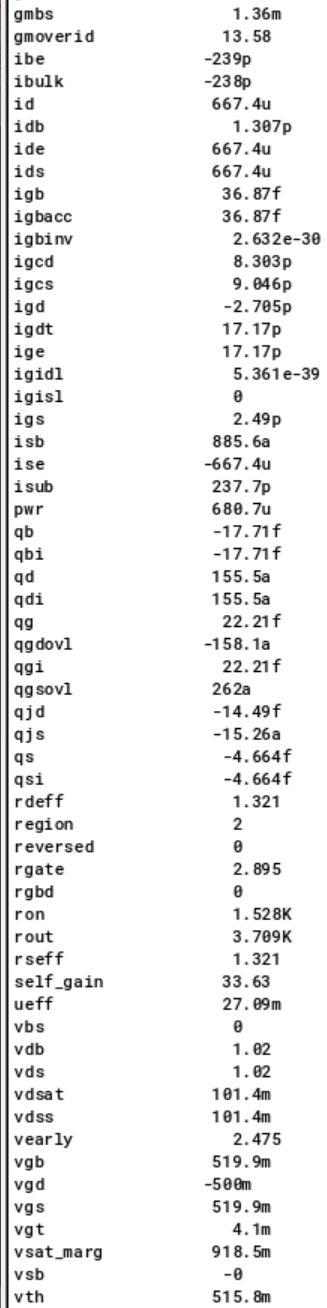 gmbs 1.36m
gmoverid 13.58
ibe -239p
ibulk -238p
id 667.4u
idb 1.307p
ide 667.4u
ids 667.4u
igb 36.87f
igbacc 36.87f
igbinv 2.632e-30
igcd 8.303p
igcs 9.046p
igd -2.705p
igdt 17.17p
ige 17.17p
igidl 5.361e-39
igisl 0
igs 2.49p
isb 885.6a
ise -667.4u
isub 237.7p
pwr 680.7u
qb -17.71f
qbi -17.71f
qd 155.5a
qdi 155.5a
qg 22.21f
qgdovl -158.1a
qgi 22.21f
qgsovl 262a
qjd -14.49f
qjs -15.26a
qs -4.664f
qsi -4.664f
rdeff 1.321
region 2
reversed 0
rgate 2.895
rgbd 0
ron 1.528K
rout 3.709K
rseff 1.321
self_gain 33.63
ueff 27.09m
vbs 0
vdb 1.02
vds 1.02
vdsat 101.4m
vdss 101.4m
vearly 2.475
vgb 519.9m
vgd -500m
vgs 519.9m
vgt 4.1m
vsat_marg 918.5m
vsb -0
vth 515.8m